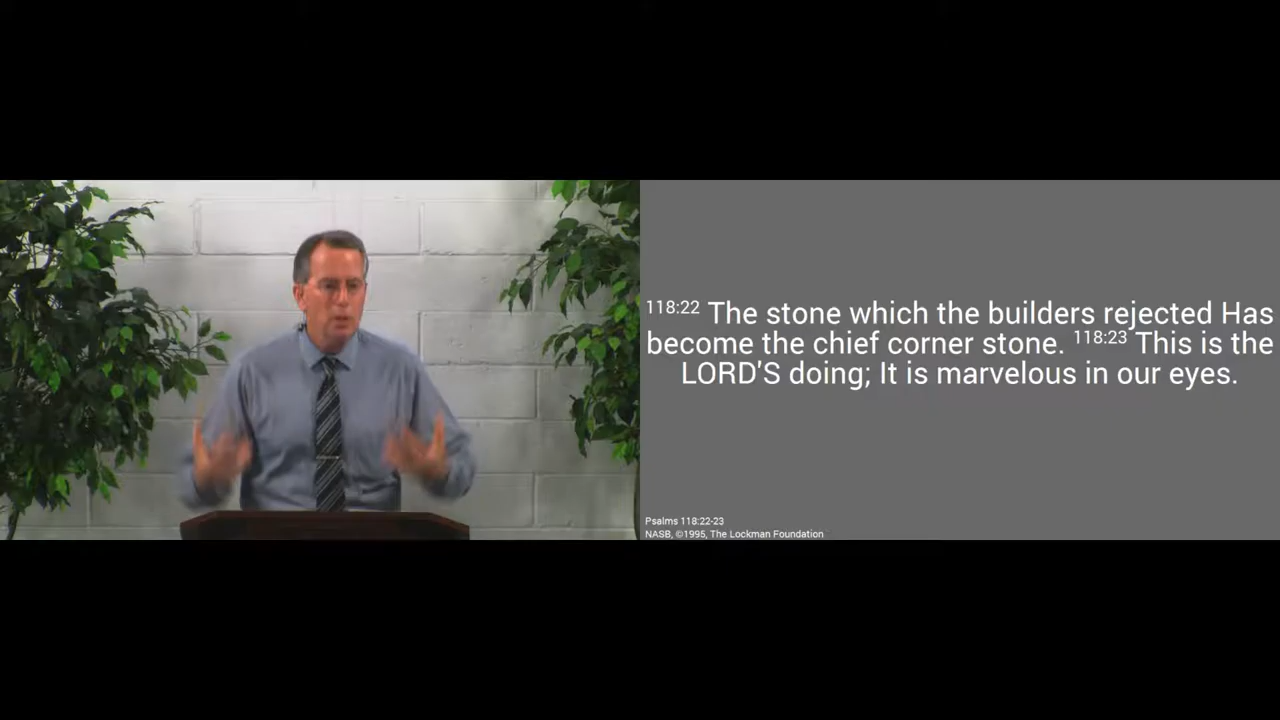 118:22 The stone which the builders rejected Has
become the chief corner stone. 118:23 This is the
LORD'S doing; It is marvelous in our eyes.
Psalms 118:22-23
NASB, ©1995, The Lockman Foundation